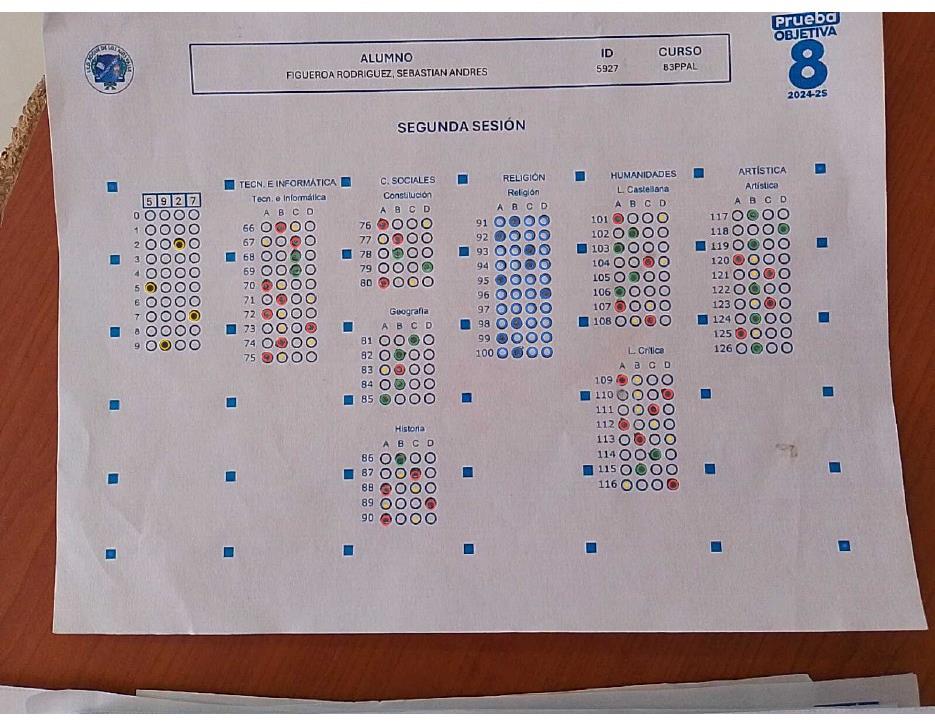 Prueba
OBJETIVA
8
2024-25
ALUMNO ID CURSO
FIGUEROA RODRIGUEZ, SEBASTIAN ANDRES 5927 83PPAL
SEGUNDA SESIÓN
5 9 2 7
0
1
2
3
4
5
6
7
8
9
TECN. E INFORMÁTICA
Tecn. e Informática
A B C D
66
67
68
69
70
71
72
73
74
75
C. SOCIALES
Constitución
A B C D
76
77
78
79
80
Geografía
A B C D
81
82
83
84
85
Historia
A B C D
86
87
88
89
90
RELIGIÓN
Religión
A B C D
91
92
93
94
95
96
97
98
99
100
HUMANIDADES
L. Castellana
A B C D
101
102
103
104
105
106
107
108
L. Crítica
A B C D
109
110
111
112
113
114
115
116
ARTÍSTICA
Artística
A B C D
117
118
119
120
121
122
123
124
125
126